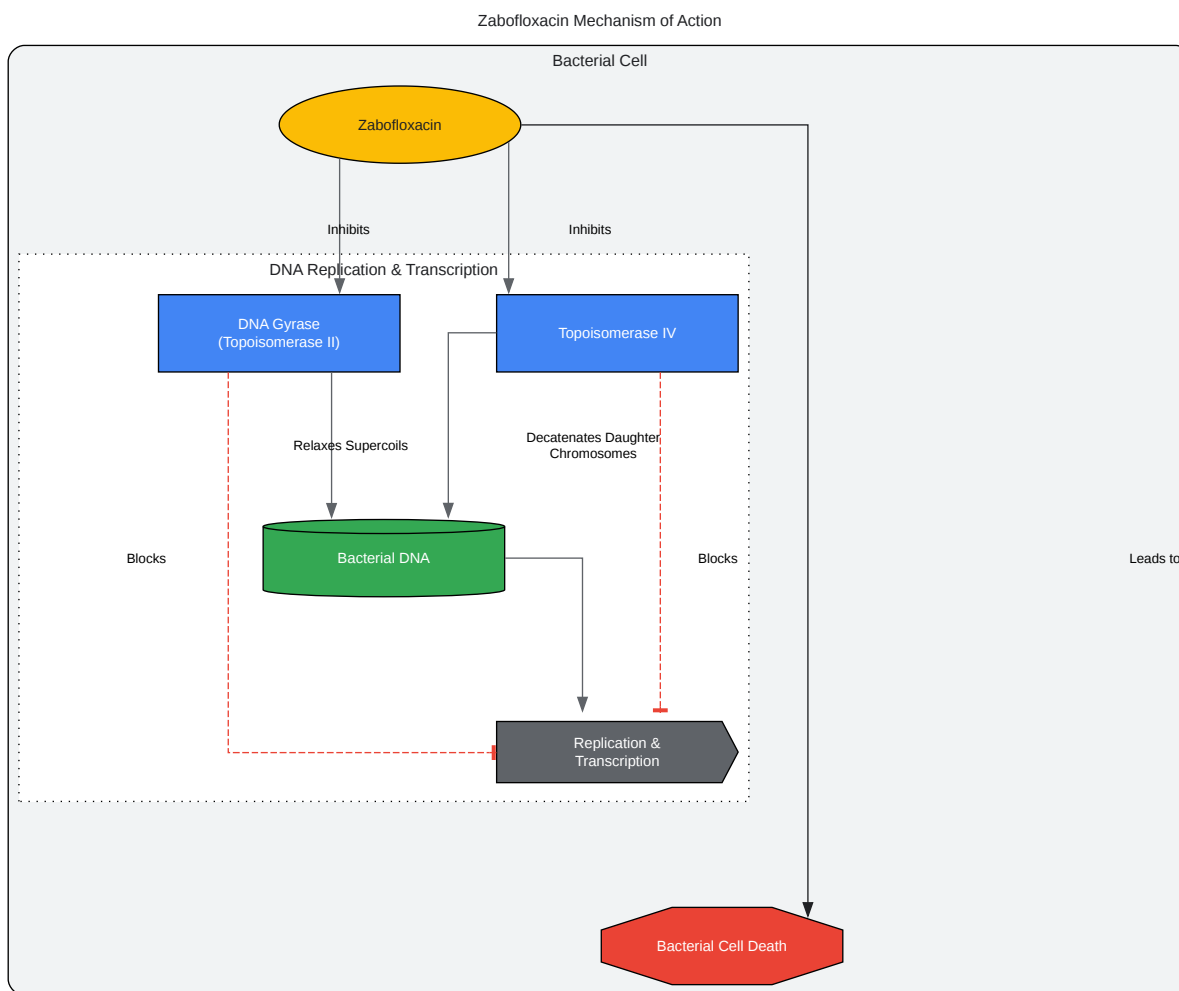 Zabofloxacin Mechanism of Action
Bacterial Cell
Zabofloxacin
Inhibits
Inhibits
DNA Replication & Transcription
DNA Gyrase
(Topoisomerase II)
Topoisomerase IV
Relaxes Supercoils
Decatenates Daughter
Chromosomes
Blocks
Bacterial DNA
Blocks
Leads to
Replication &
Transcription
Bacterial Cell Death